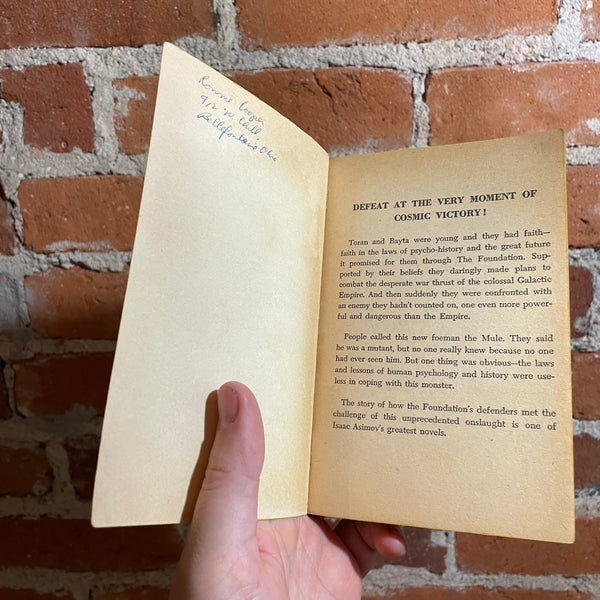 Ronnie Cooper
912 N
Bellefontaine Ohio
DEFEAT AT THE VERY MOMENT OF
COSMIC VICTORY!
Toran and Bayta were young and they had faith—
faith in the laws of psycho-history and the great future
it promised for them through The Foundation. Sup-
ported by their beliefs they daringly made plans to
combat the desperate war thrust of the colossal Galactic
Empire. And then suddenly they were confronted with
an enemy they hadn't counted on, one even more power-
ful and dangerous than the Empire.
People called this new foeman the Mule. They said
he was a mutant, but no one really knew because no one
had ever seen him. But one thing was obvious—the laws
and lessons of human psychology and history were use-
less in coping with this monster.
The story of how the Foundation's defenders met the
challenge of this unprecedented onslaught is one of
Isaac Asimov's greatest novels.